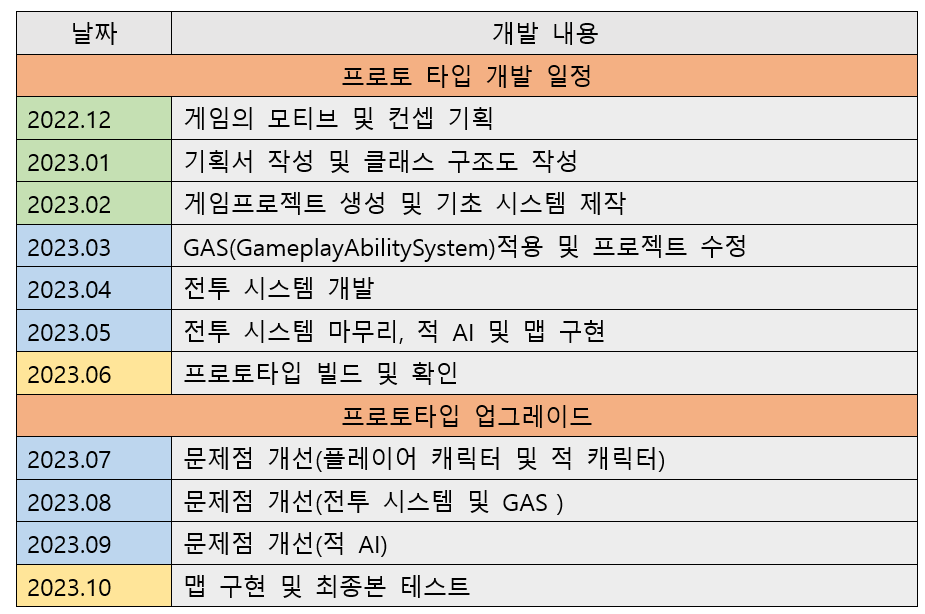 날짜 개발 내용
프로토 타입 개발 일정
2022.12 게임의 모티브 및 컨셉 기획
2023.01 기획서 작성 및 클래스 구조도 작성
2023.02 게임프로젝트 생성 및 기초 시스템 제작
2023.03 GAS(GameplayAbilitySystem)적용 및 프로젝트 수정
2023.04 전투 시스템 개발
2023.05 전투 시스템 마무리, 적 AI 및 맵 구현
2023.06 프로토타입 빌드 및 확인
프로토타입 업그레이드
2023.07 문제점 개선(플레이어 캐릭터 및 적 캐릭터)
2023.08 문제점 개선(전투 시스템 및 GAS )
2023.09 문제점 개선(적 AI)
2023.10 맵 구현 및 최종본 테스트